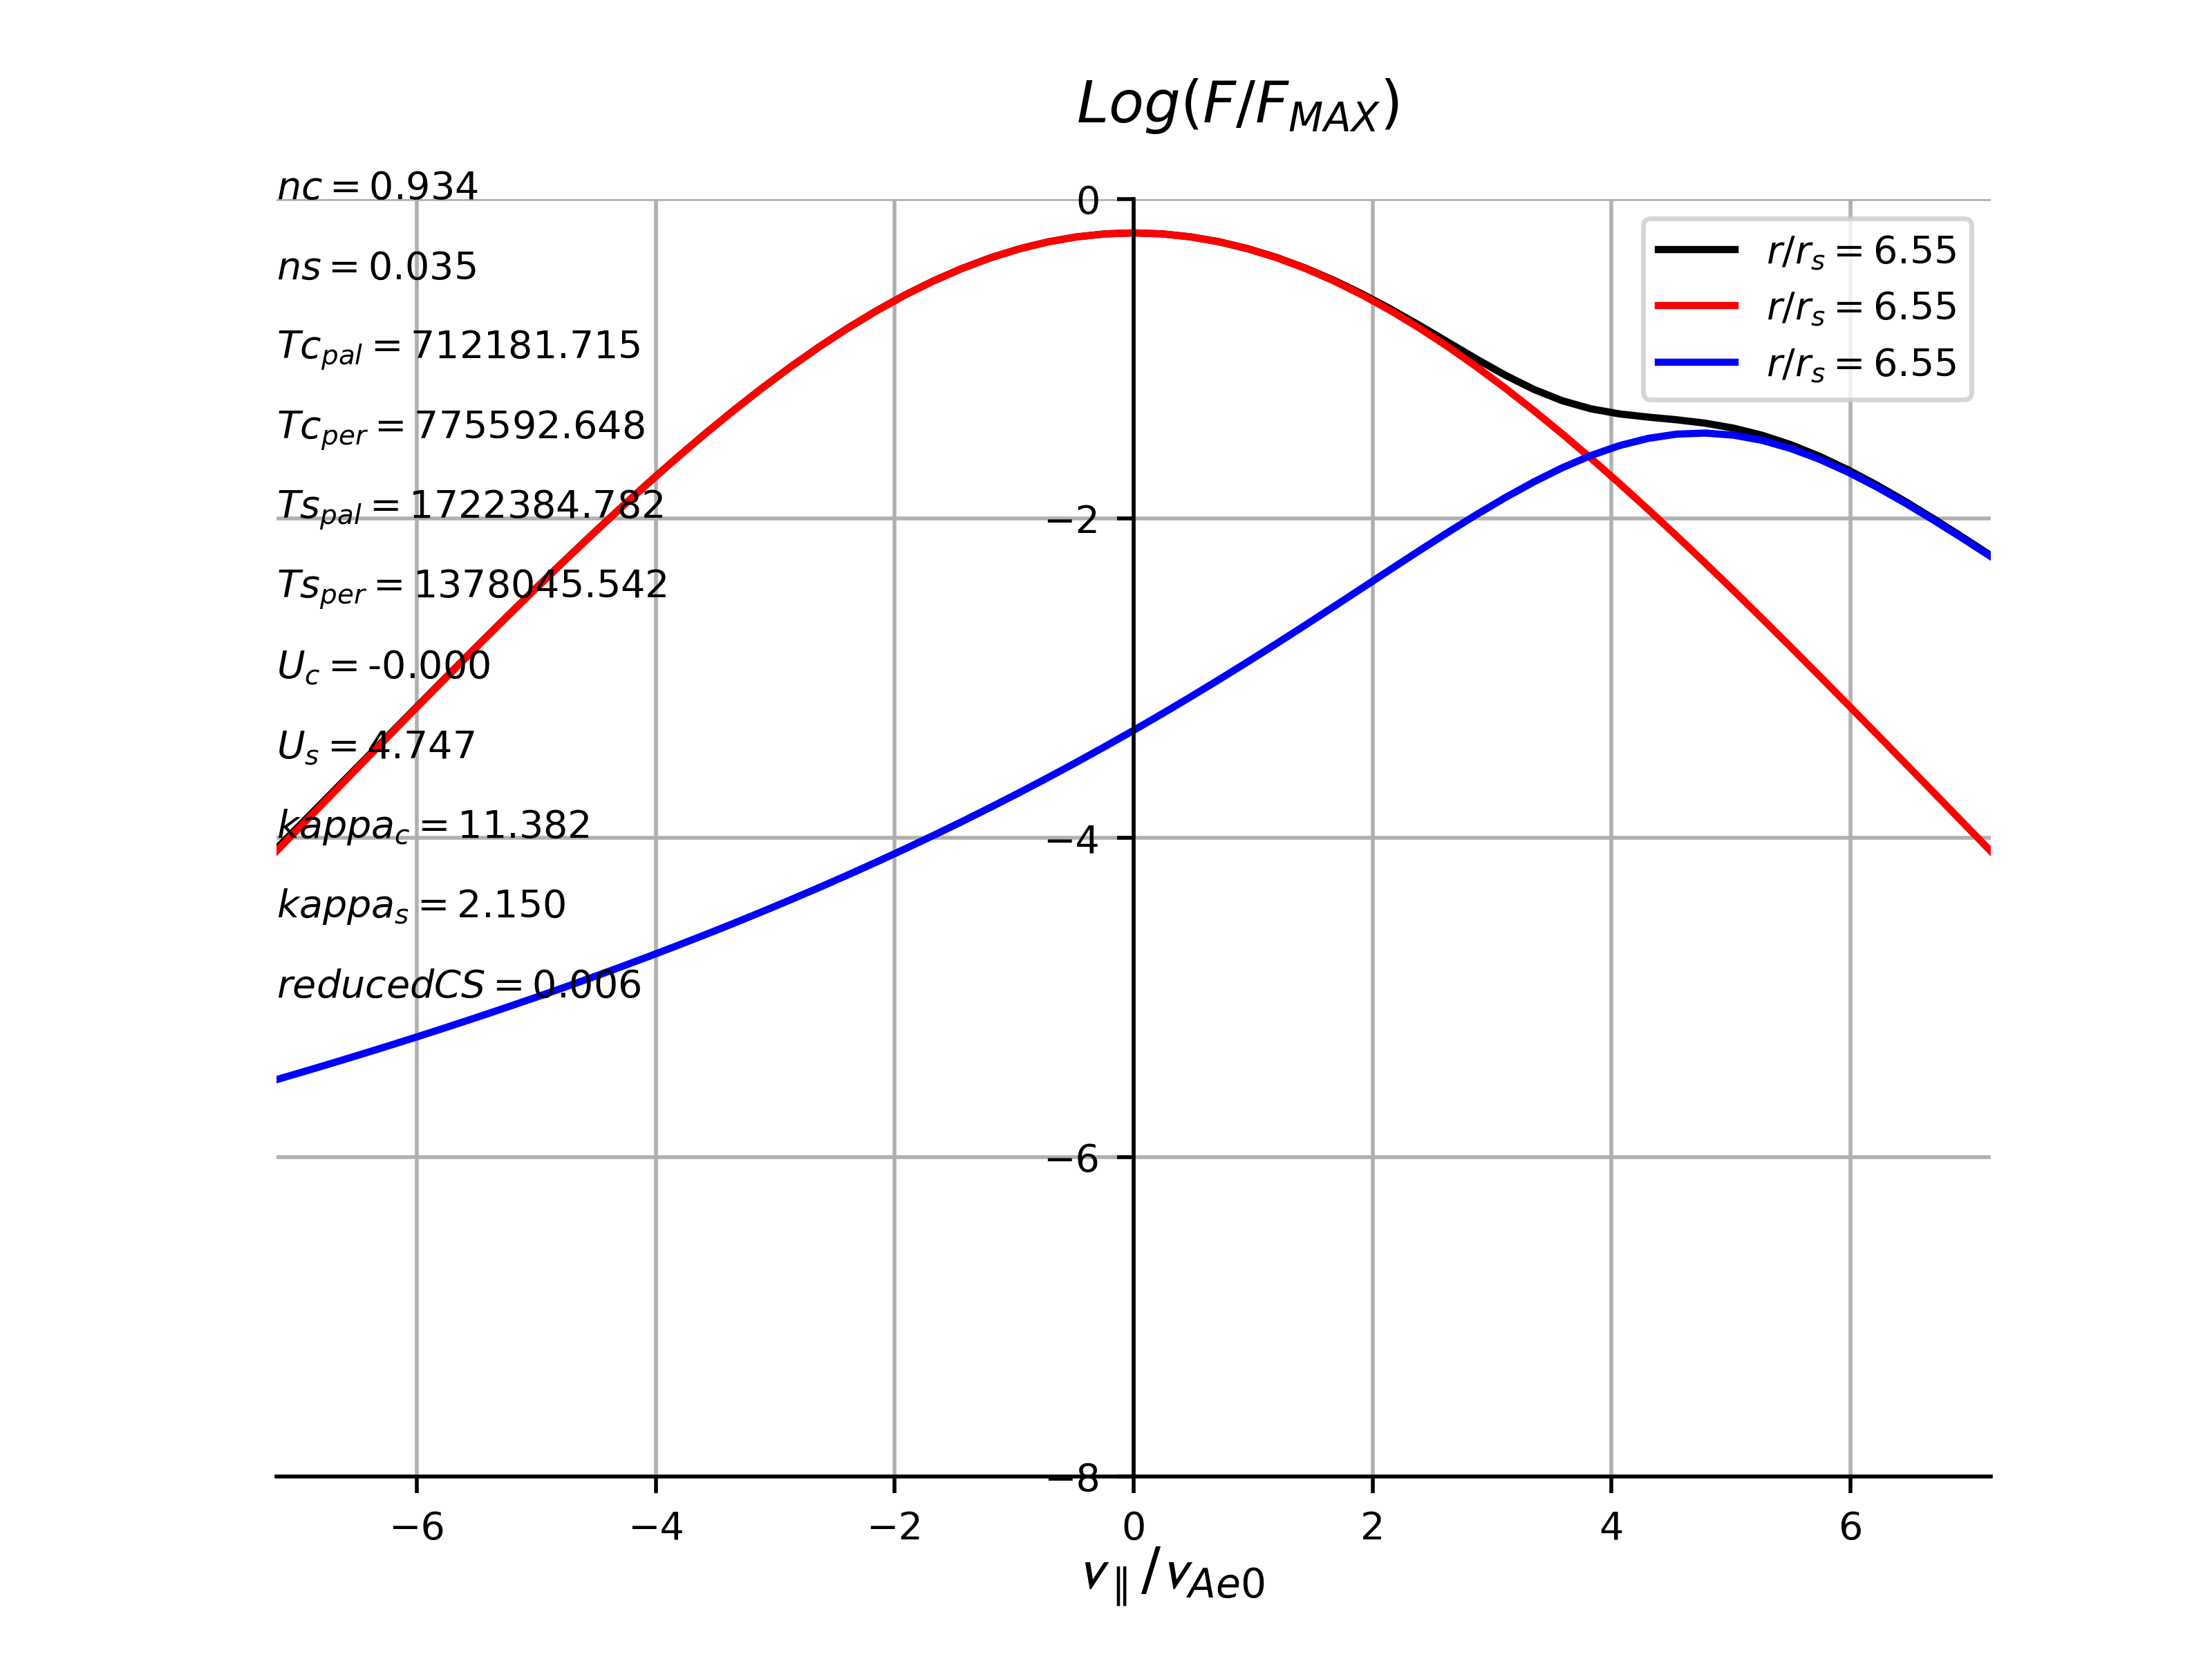 Log(F/F_MAX)
nc = 0.934
ns = 0.035
Tc_pal = 712181.715
Tc_per = 775592.648
Ts_pal = 1722384.782
Ts_per = 1378045.542
U_c = -0.000
U_s = 4.747
kappa_c = 11.382
kappa_s = 2.150
reducedCS = 0.006
0
−2
−4
−6
−8
r/r_s = 6.55
r/r_s = 6.55
r/r_s = 6.55
−6 −4 −2 0 2 4 6
v_∥/v_Ae0